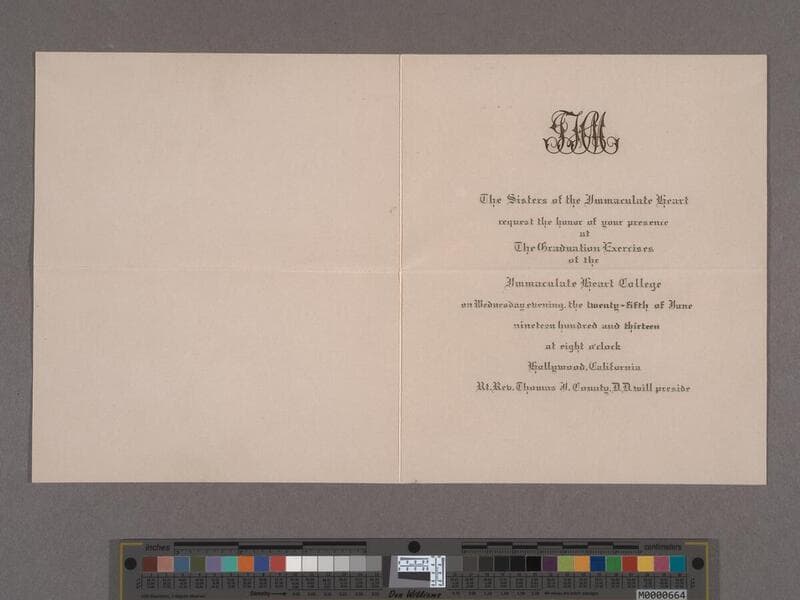 The Sisters of the Immaculate Heart
request the honor of your presence
at
The Graduation Exercises
of the
Immaculate Heart College
on Wednesday evening, the twenty-fifth of June
nineteen hundred and thirteen
at eight o'clock
Hollywood, California
Rt. Rev. Thomas J. Conaty, D.D. will preside
inches
centimeters
Don Williams
M0000664